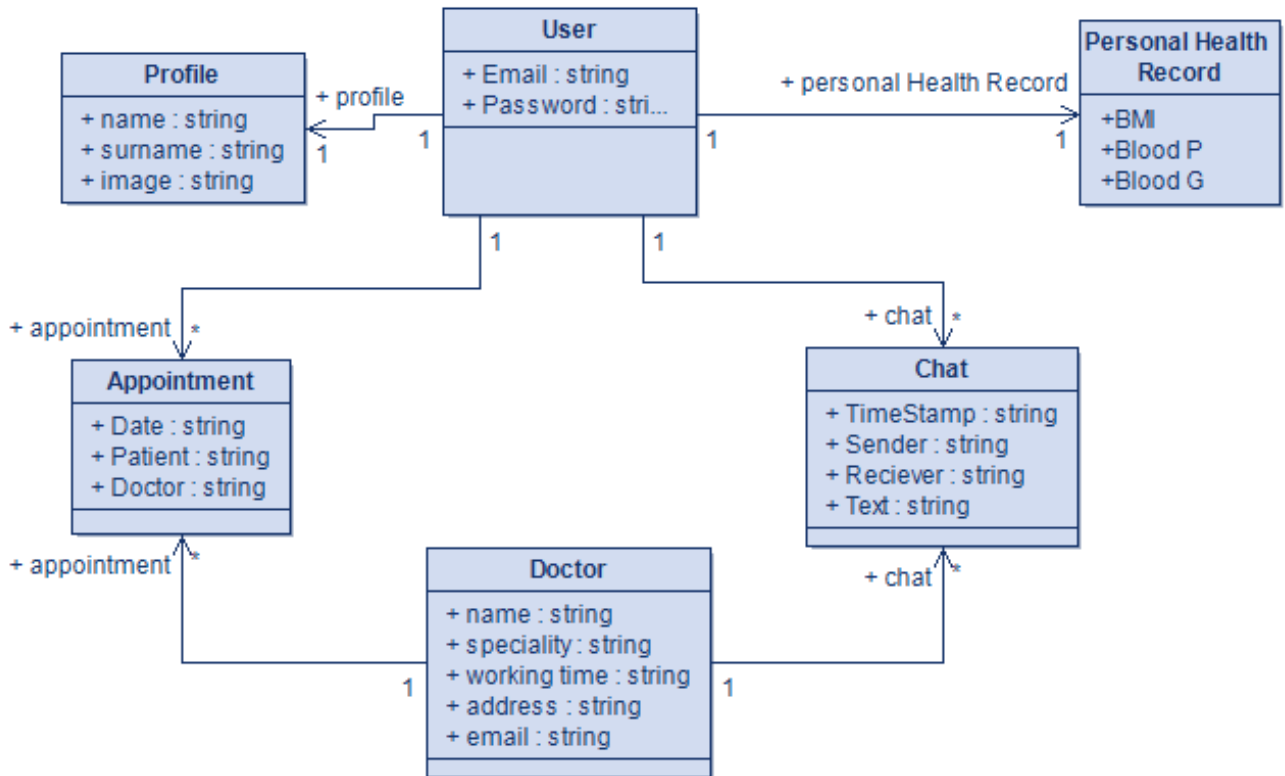 User
+ Email : string
+ Password : stri...
Profile
+ name : string
+ surname : string
+ image : string
+ profile
1
1
Personal Health
Record
+BMI
+Blood P
+Blood G
+ personal Health Record
1
1
1
1
+ appointment
*
+ chat
*
Appointment
+ Date : string
+ Patient : string
+ Doctor : string
Chat
+ TimeStamp : string
+ Sender : string
+ Reciever : string
+ Text : string
+ appointment
*
+ chat
*
Doctor
+ name : string
+ speciality : string
+ working time : string
+ address : string
+ email : string
1
1